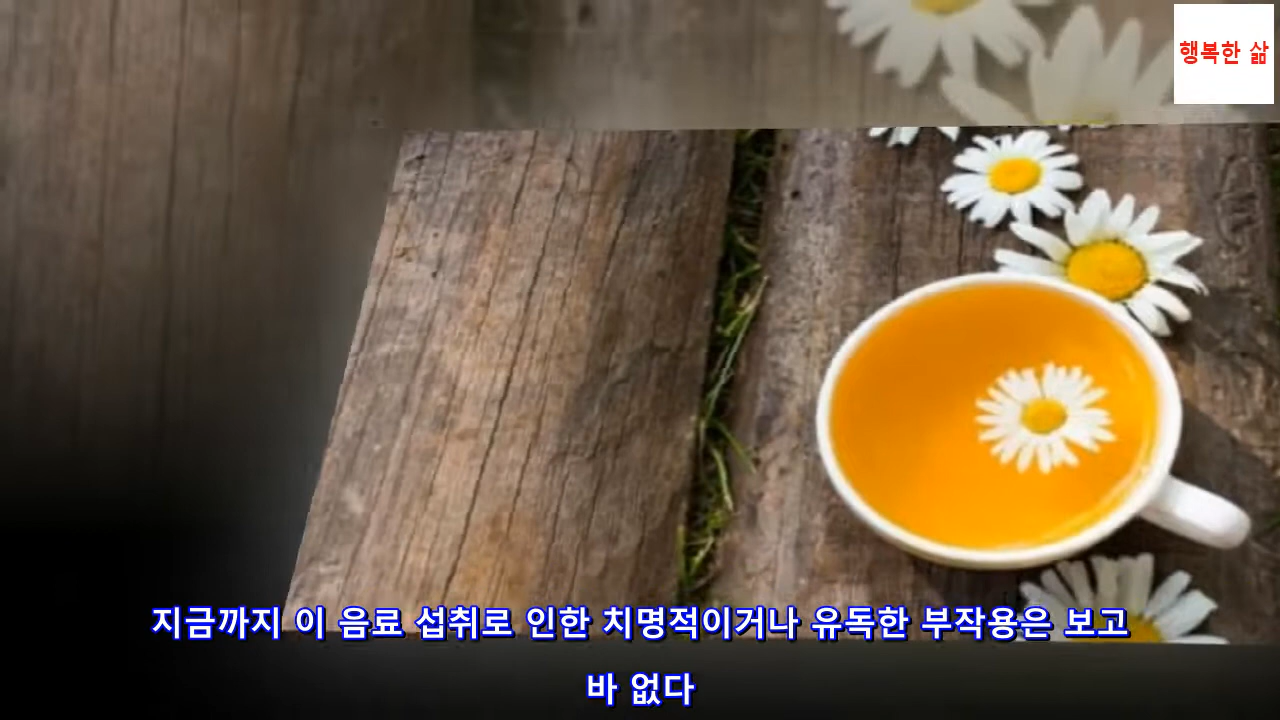 행복한 삶
지금까지 이 음료 섭취로 인한 치명적이거나 유독한 부작용은 보고
바 없다